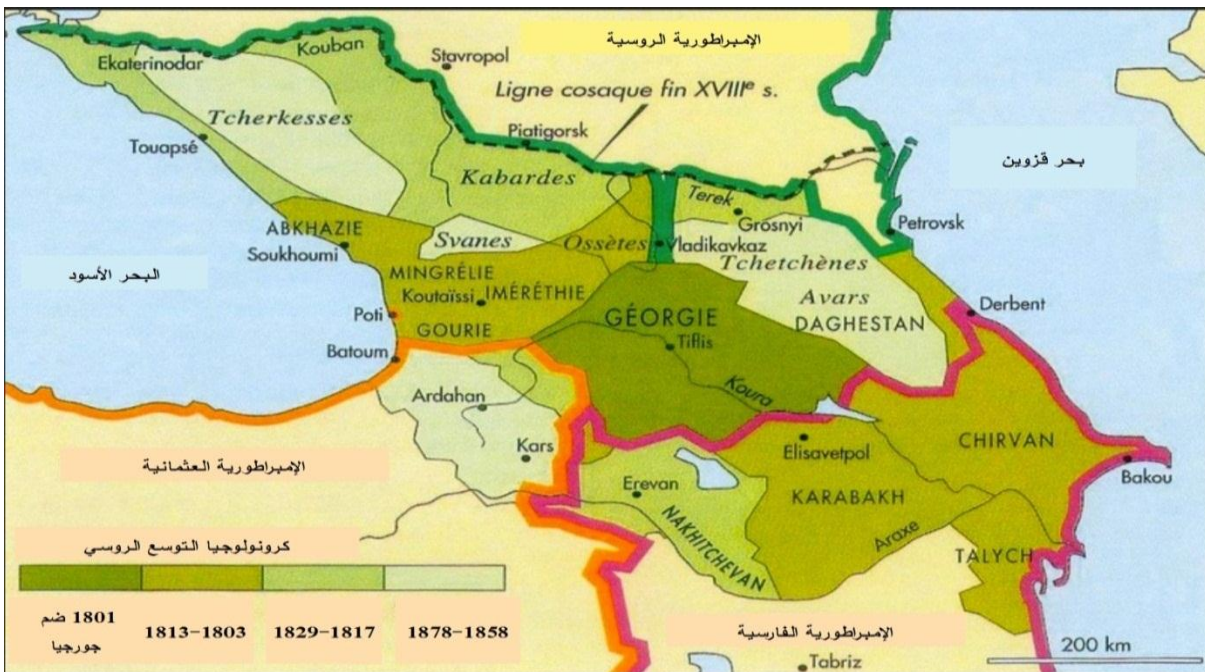 الإمبراطورية الروسية
Kouban
Ekaterinodar
Stavropol
Ligne cosaque fin XVIIIe s.
Tcherkesses
Piatigorsk
Touapsé
بحر قزوين
Kabardes
Terek
Grosnyi
Petrovsk
ABKHAZIE
Soukhoumi
Svanes
Ossètes
Vladikavkaz
Tchetchènes
البحر الأسود
MINGRÉLIE
Koutaïssi
IMÉRÉTHIE
Avars
DAGHESTAN
Derbent
Poti
GOURIE
GÉORGIE
Tiflis
Batoum
Koura
Ardahan
Kars
الإمبراطورية العثمانية
Elisavetpol
CHIRVAN
Bakou
Erevan
KARABAKH
NAKHITCHEVAN
Araxe
TALYCH
كرونولوجيا التوسع الروسي
1801 ضم
جورجيا
1813-1803
1829-1817
1878-1858
الإمبراطورية الفارسية
Tabriz
200 km